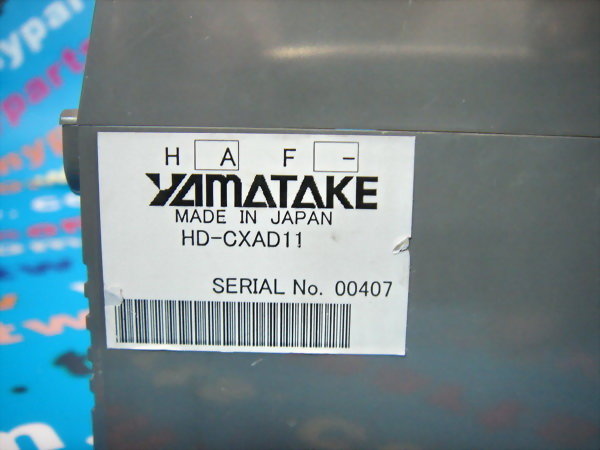 H A F -
YAMATAKE
MADE IN JAPAN
HD-CXAD11
SERIAL No. 00407